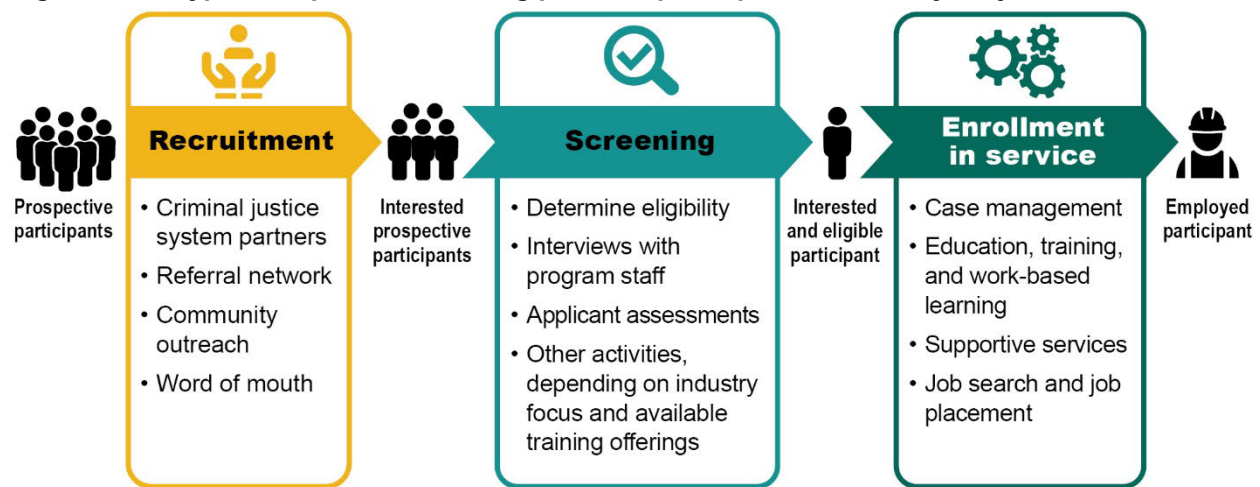 Prospective
participants
Recruitment
• Criminal justice
system partners
• Referral network
• Community
outreach
• Word of mouth
Interested
prospective
participants
Screening
• Determine eligibility
• Interviews with
program staff
• Applicant assessments
• Other activities,
depending on industry
focus and available
training offerings
Interested
and eligible
participant
Enrollment
in service
• Case management
• Education, training,
and work-based
learning
• Supportive services
• Job search and job
placement
Employed
participant